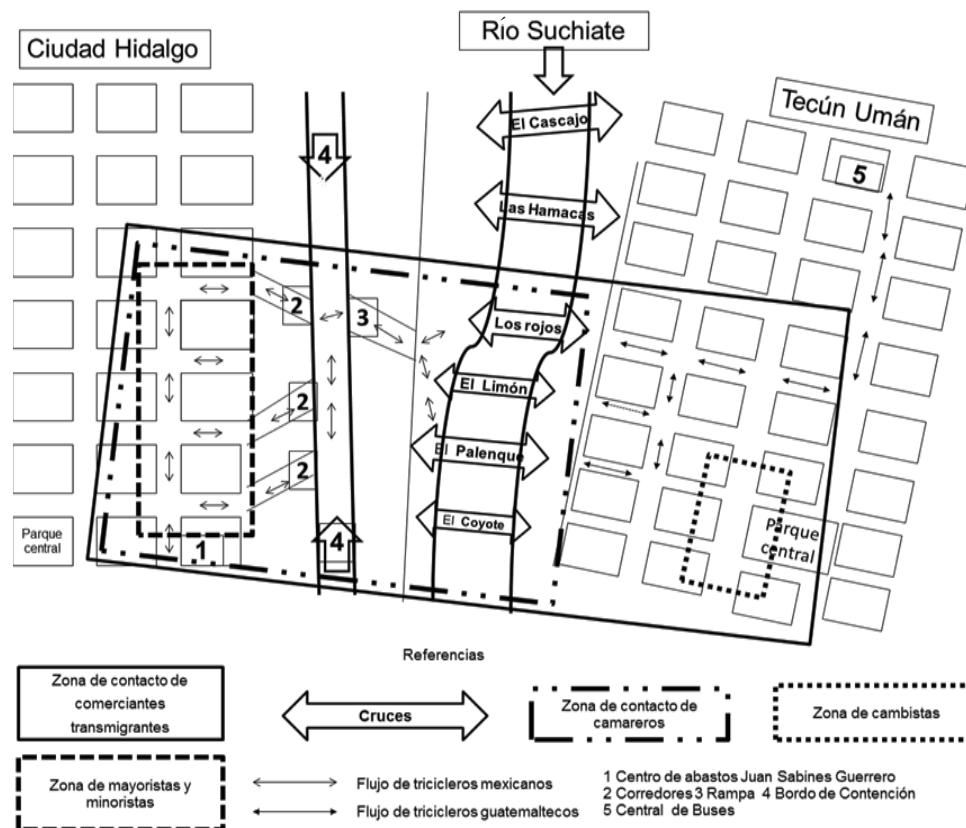 Ciudad Hidalgo
Río Suchiate
Tecún Umán
El Cascajo
4
5
Las Hamacas
2
3
Los rojos
El Limón
2
El Palenque
2
El Coyote
Parque
central
1
4
Parque
central
Referencias
Zona de contacto de
comerciantes
transmigrantes
Cruces
Zona de contacto de
camareros
Zona de cambistas
Zona de mayoristas y
minoristas
Flujo de tricicleros mexicanos
Flujo de tricicleros guatemaltecos
1 Centro de abastos Juan Sabines Guerrero
2 Corredores 3 Rampa 4 Bordo de Contención
5 Central de Buses